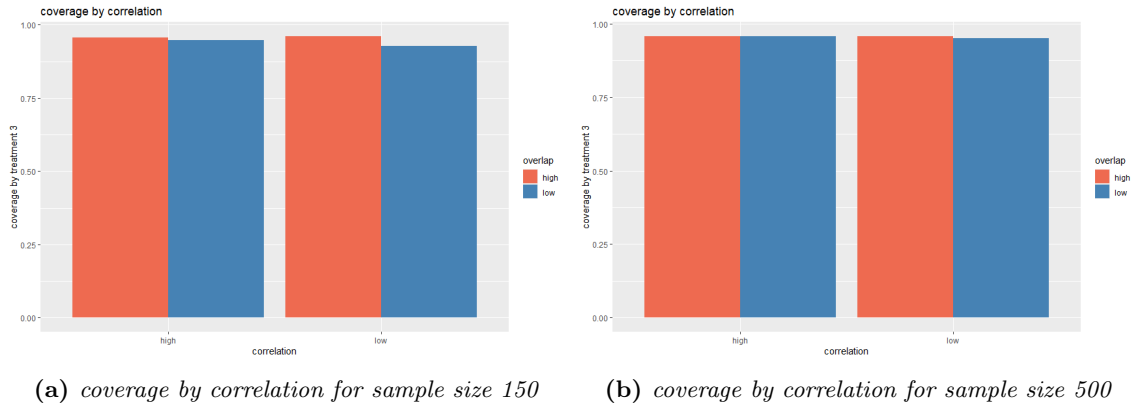 coverage by correlation
1.00
0.75
0.50
0.25
0.00
coverage by treatment 3
high
low
correlation
overlap
high
low
(a) coverage by correlation for sample size 150
coverage by correlation
1.00
0.75
0.50
0.25
0.00
coverage by treatment 3
high
low
correlation
overlap
high
low
(b) coverage by correlation for sample size 500